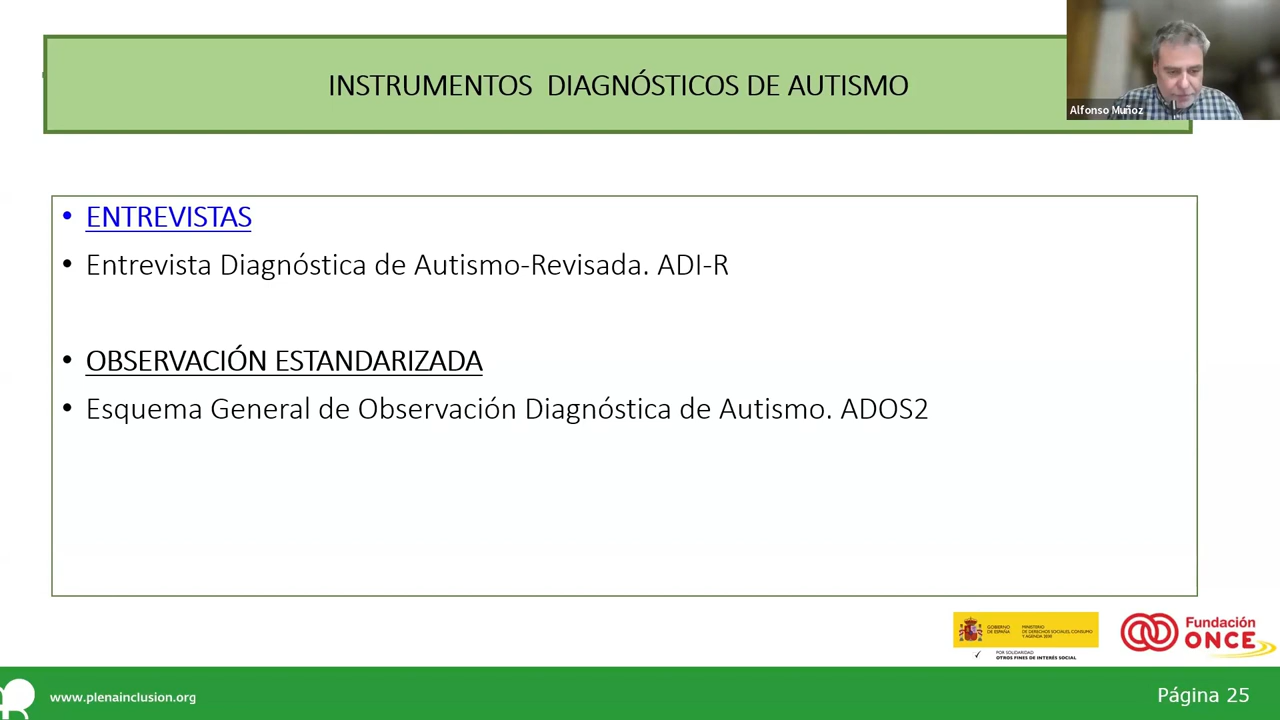 INSTRUMENTOS DIAGNÓSTICOS DE AUTISMO
Alfonso Muñoz
• ENTREVISTAS
• Entrevista Diagnóstica de Autismo-Revisada. ADI-R
• OBSERVACIÓN ESTANDARIZADA
• Esquema General de Observación Diagnóstica de Autismo. ADOS2
GOBIERNO
DE ESPAÑA
MINISTERIO
DE DERECHOS SOCIALES, CONSUMO
Y AGENDA 2030
POR SOLIDARIDAD
OTROS FINES DE INTERÉS SOCIAL
Fundación
ONCE
www.plenainclusion.org
Página 25